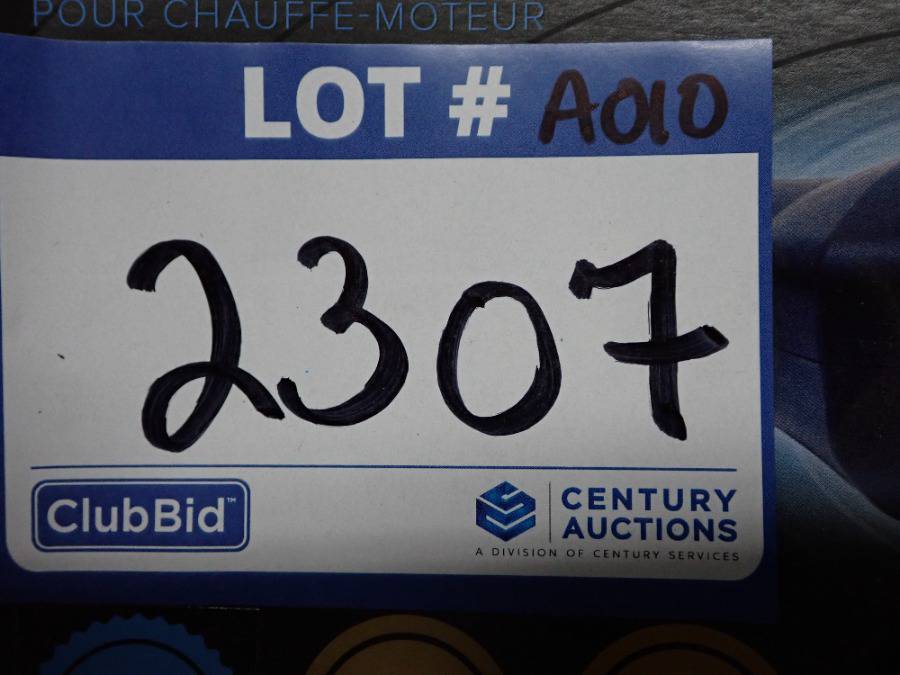 POUR CHAUFFE-MOTEUR
LOT # A010
2307
ClubBid™
CENTURY
AUCTIONS
A DIVISION OF CENTURY SERVICES